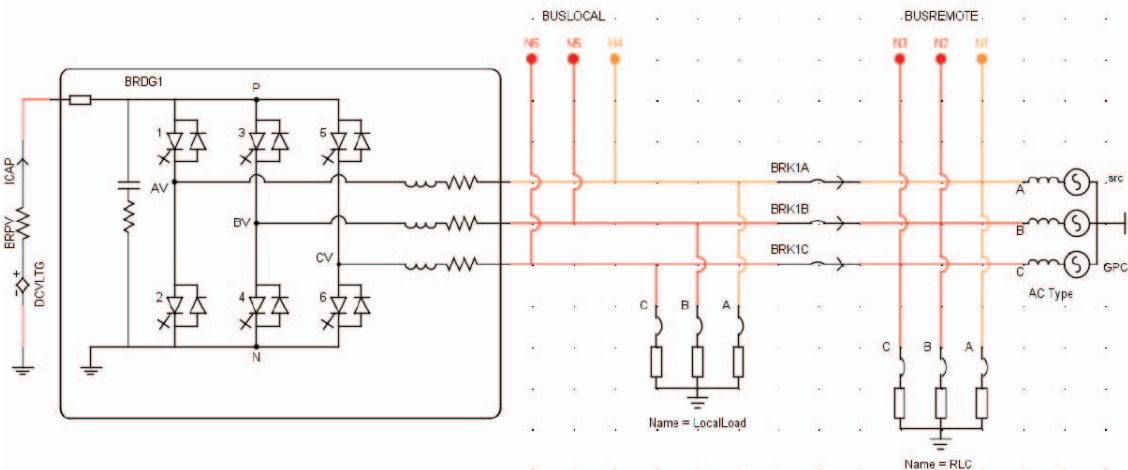 BUSLOCAL
BUSREMOTE
N6
N5
N4
N3
N2
N1
BRDG1
P
1
3
5
ICAP
AV
BRK1A
A
src
BRPV
BV
BRK1B
B
CV
BRK1C
C
GPC
DCVLTG
AC Type
2
4
6
C
B
A
N
C
B
A
Name = LocalLoad
Name = RLC